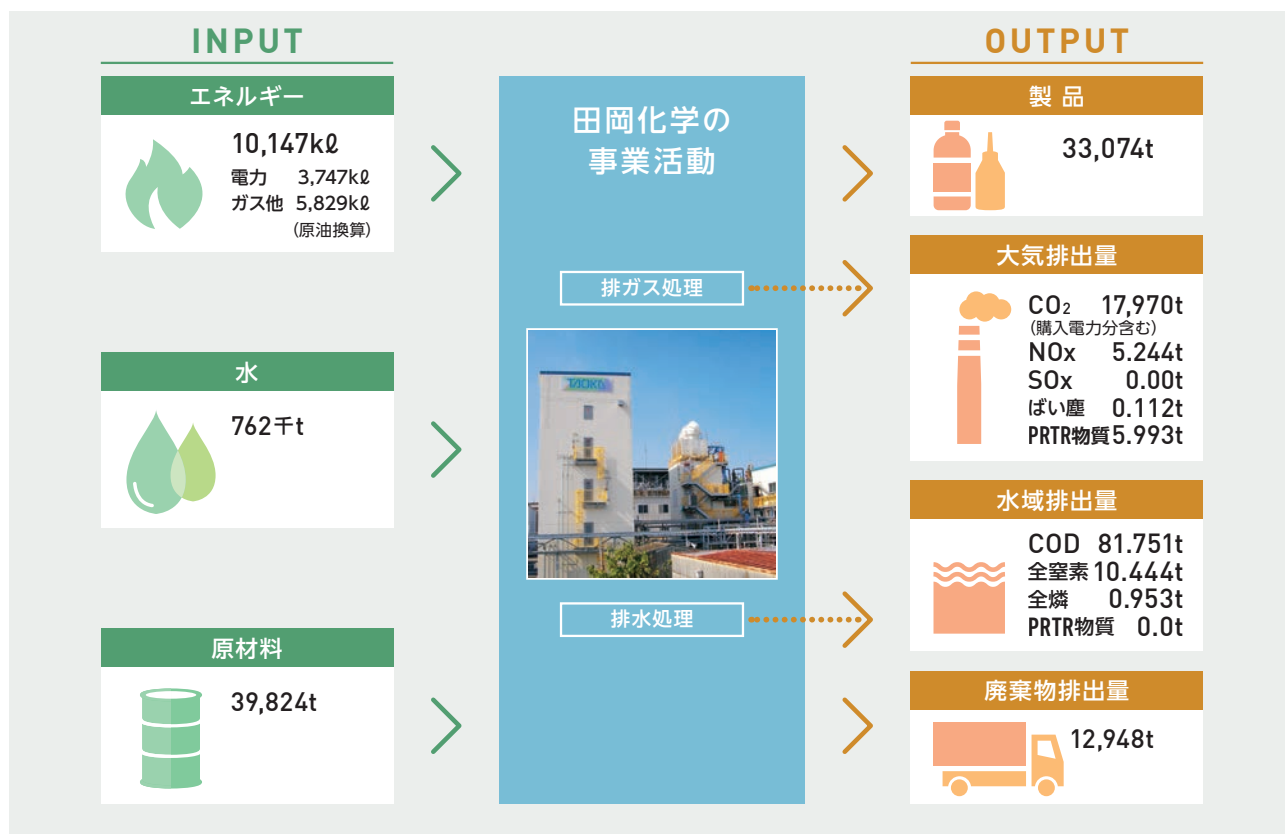 INPUT
エネルギー
10,147kℓ
電力 3,747kℓ
ガス他 5,829kℓ
(原油換算)
水
762千t
原材料
39,824t
田岡化学の
事業活動
排ガス処理
TAOKA
排水処理
OUTPUT
製品
33,074t
大気排出量
CO₂ 17,970t
(購入電力分含む)
NOx 5.244t
SOx 0.00t
ばい塵 0.112t
PRTR物質 5.993t
水域排出量
COD 81.751t
全窒素 10.444t
全燐 0.953t
PRTR物質 0.0t
廃棄物排出量
12,948t